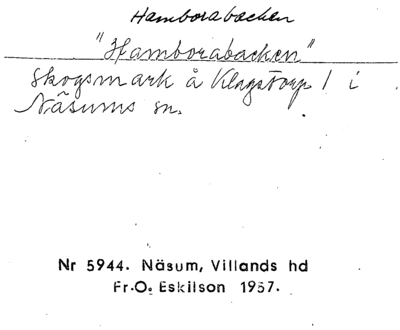 Hamborabacken
"Hamborabacken"
Skogsmark å Klagstorp 1 i
Näsums sn.
Nr 5944. Näsum, Villands hd
Fr.O. Eskilson 1957.